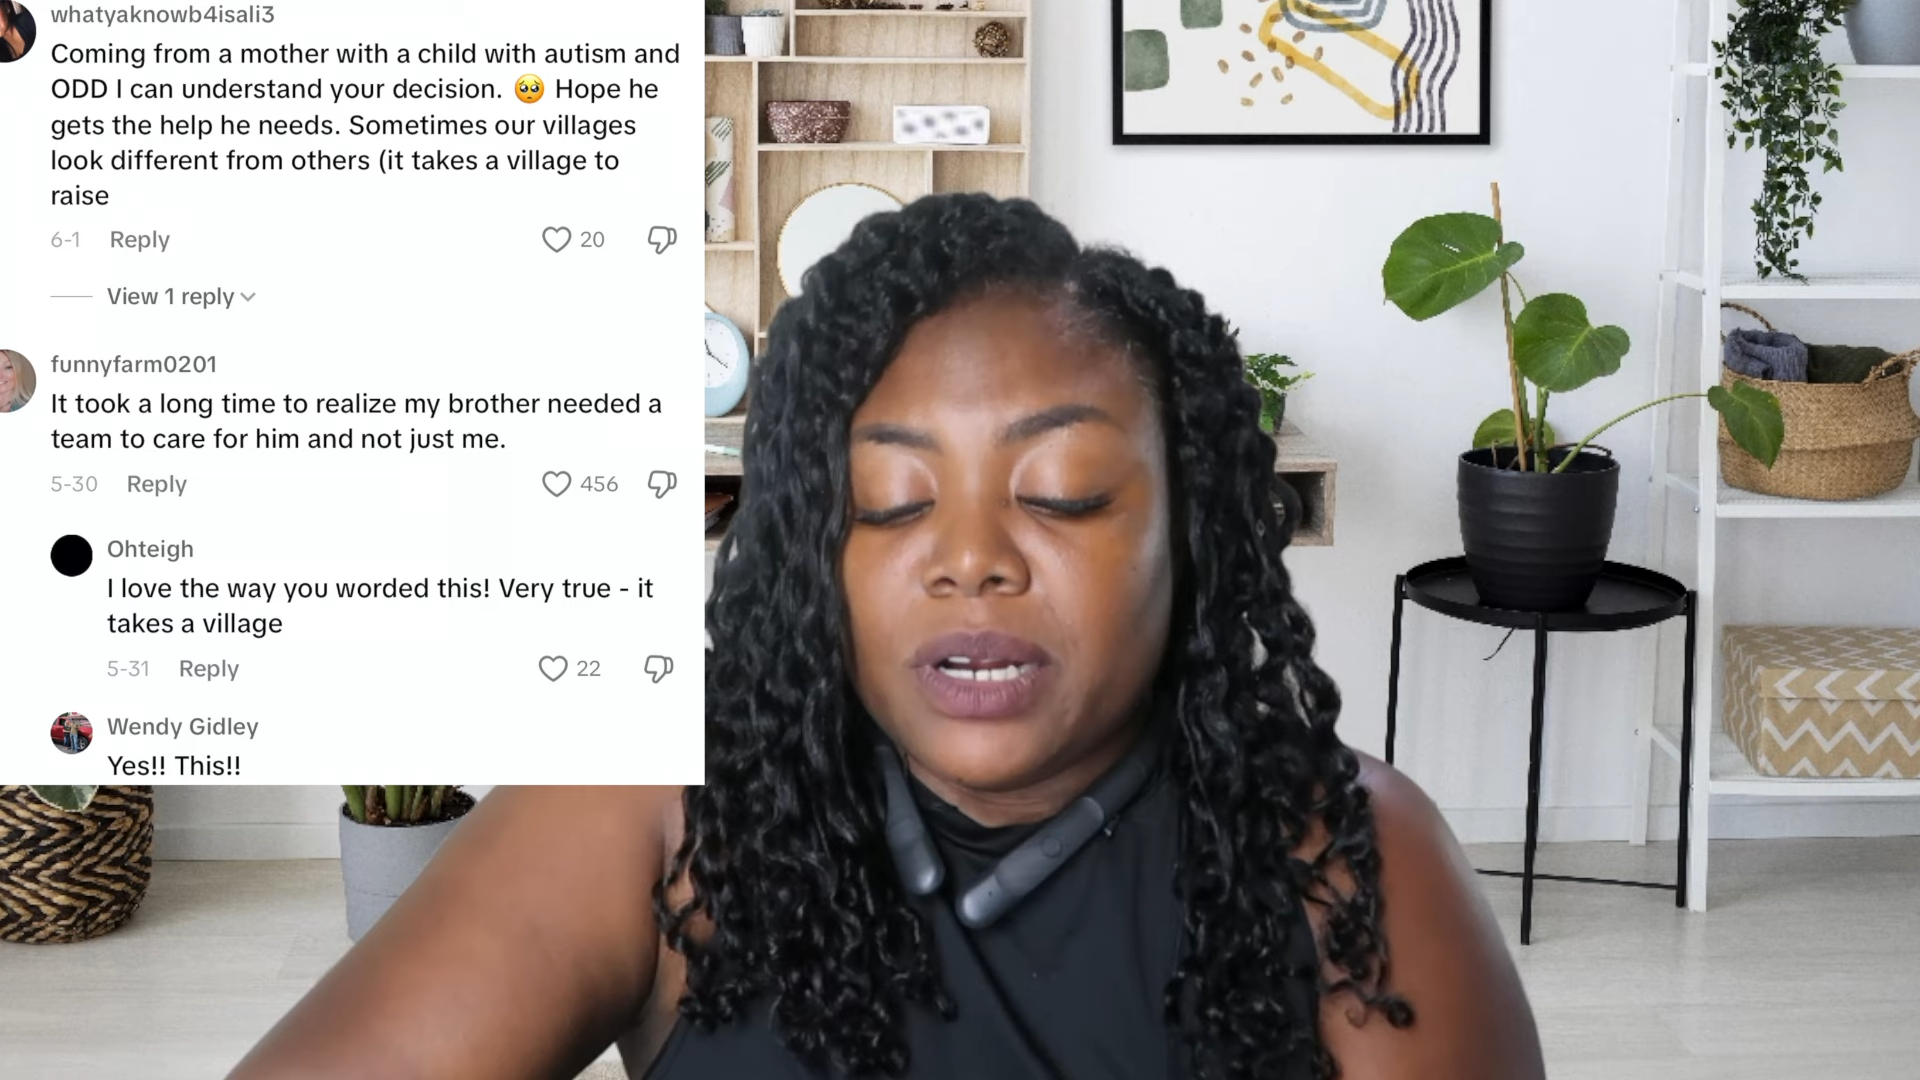 whatyaknowb4isali3
Coming from a mother with a child with autism and
ODD I can understand your decision. 🥺 Hope he
gets the help he needs. Sometimes our villages
look different from others (it takes a village to
raise
6-1 Reply 20
View 1 reply
funnyfarm0201
It took a long time to realize my brother needed a
team to care for him and not just me.
5-30 Reply 456
Ohteigh
I love the way you worded this! Very true - it
takes a village
5-31 Reply 22
Wendy Gidley
Yes!! This!!